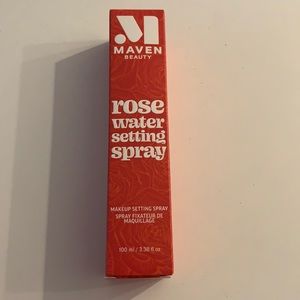 M
MAVEN
BEAUTY
rose
water
setting
spray
MAKEUP SETTING SPRAY
SPRAY FIXATEUR DE
MAQUILLAGE
100 ml / 3.38 fl oz